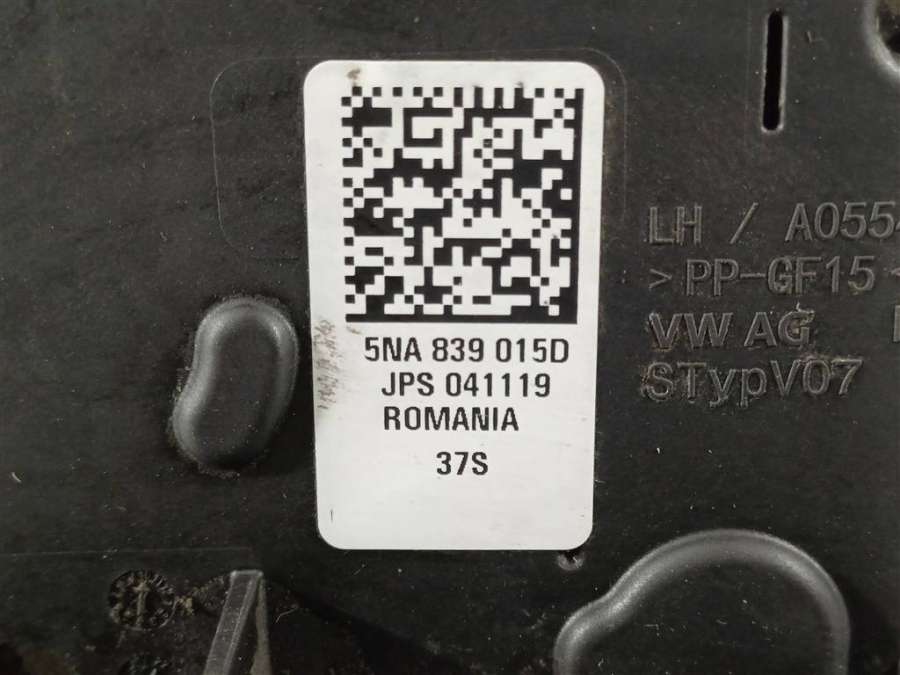 5NA 839 015D
JPS 041119
ROMANIA
37S
LH / A055
>PP-GF15
VW AG
STypV07